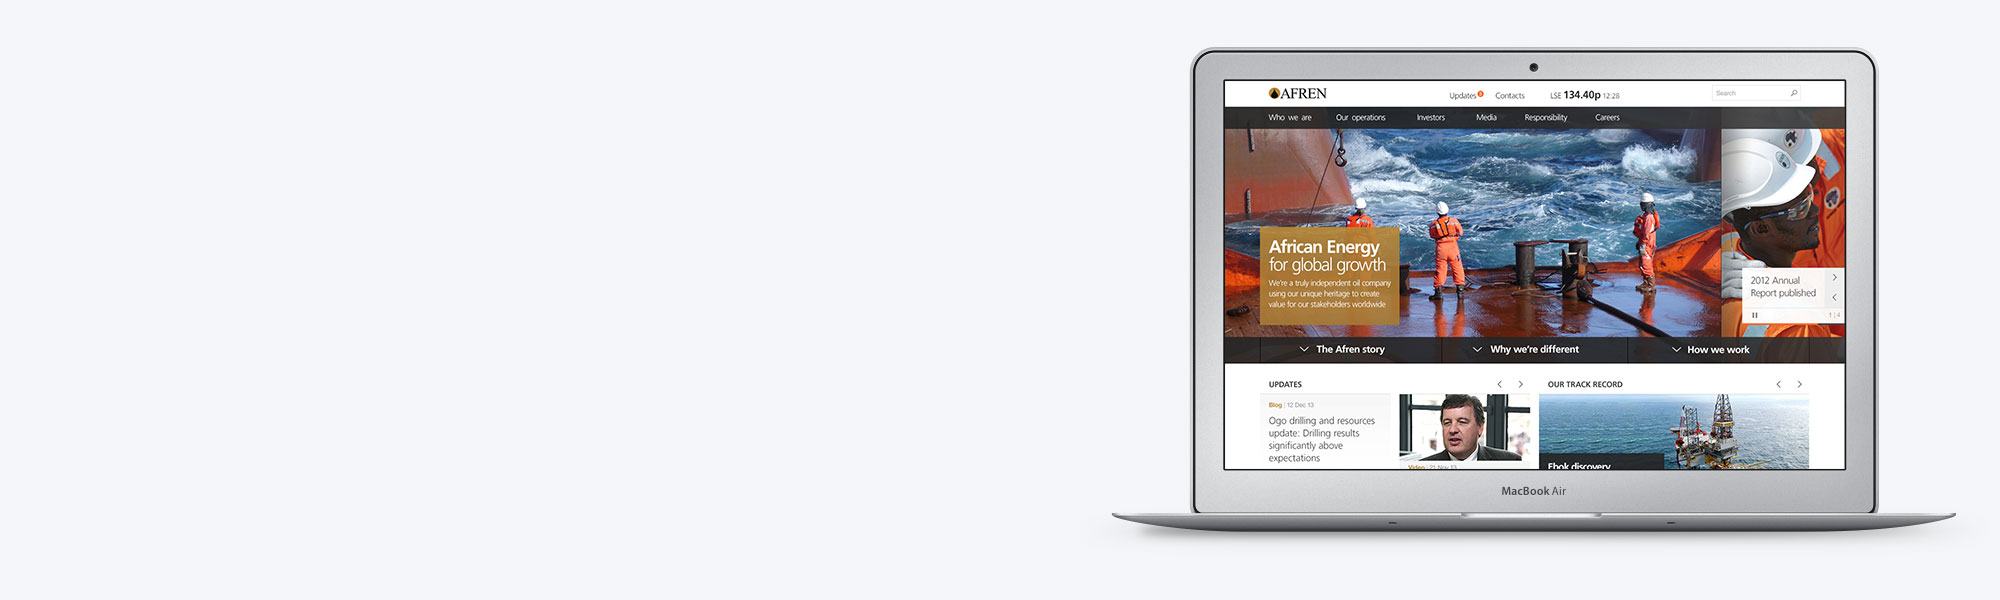 AFREN
Updates 3 Contacts LSE 134.40p 12:28
Search
Who we are Our operations Investors Media Responsibility Careers
African Energy
for global growth
We're a truly independent oil company
using our unique heritage to create
value for our stakeholders worldwide
2012 Annual
Report published
1 | 4
The Afren story Why we're different How we work
UPDATES
Blog | 12 Dec 13
Ogo drilling and resources
update: Drilling results
significantly above
expectations
Video | 21 Nov 13
OUR TRACK RECORD
Ebok discovery
MacBook Air